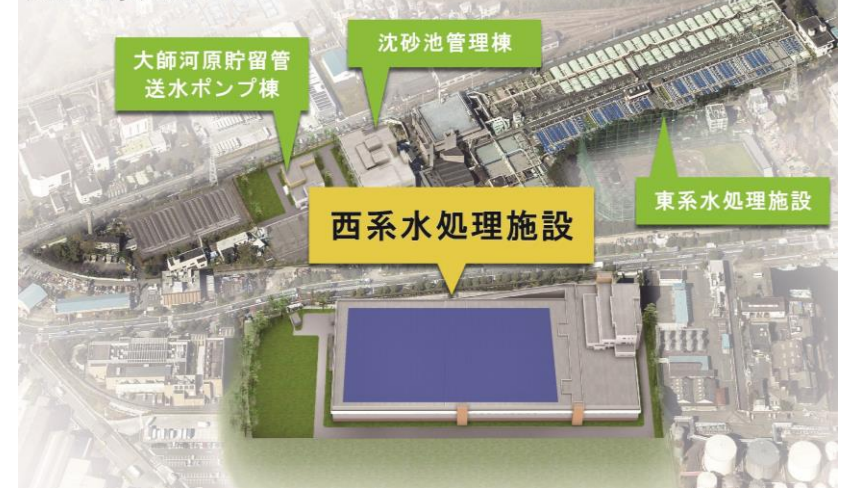 沈砂池管理棟
大師河原貯留管
送水ポンプ棟
東系水処理施設
西系水処理施設